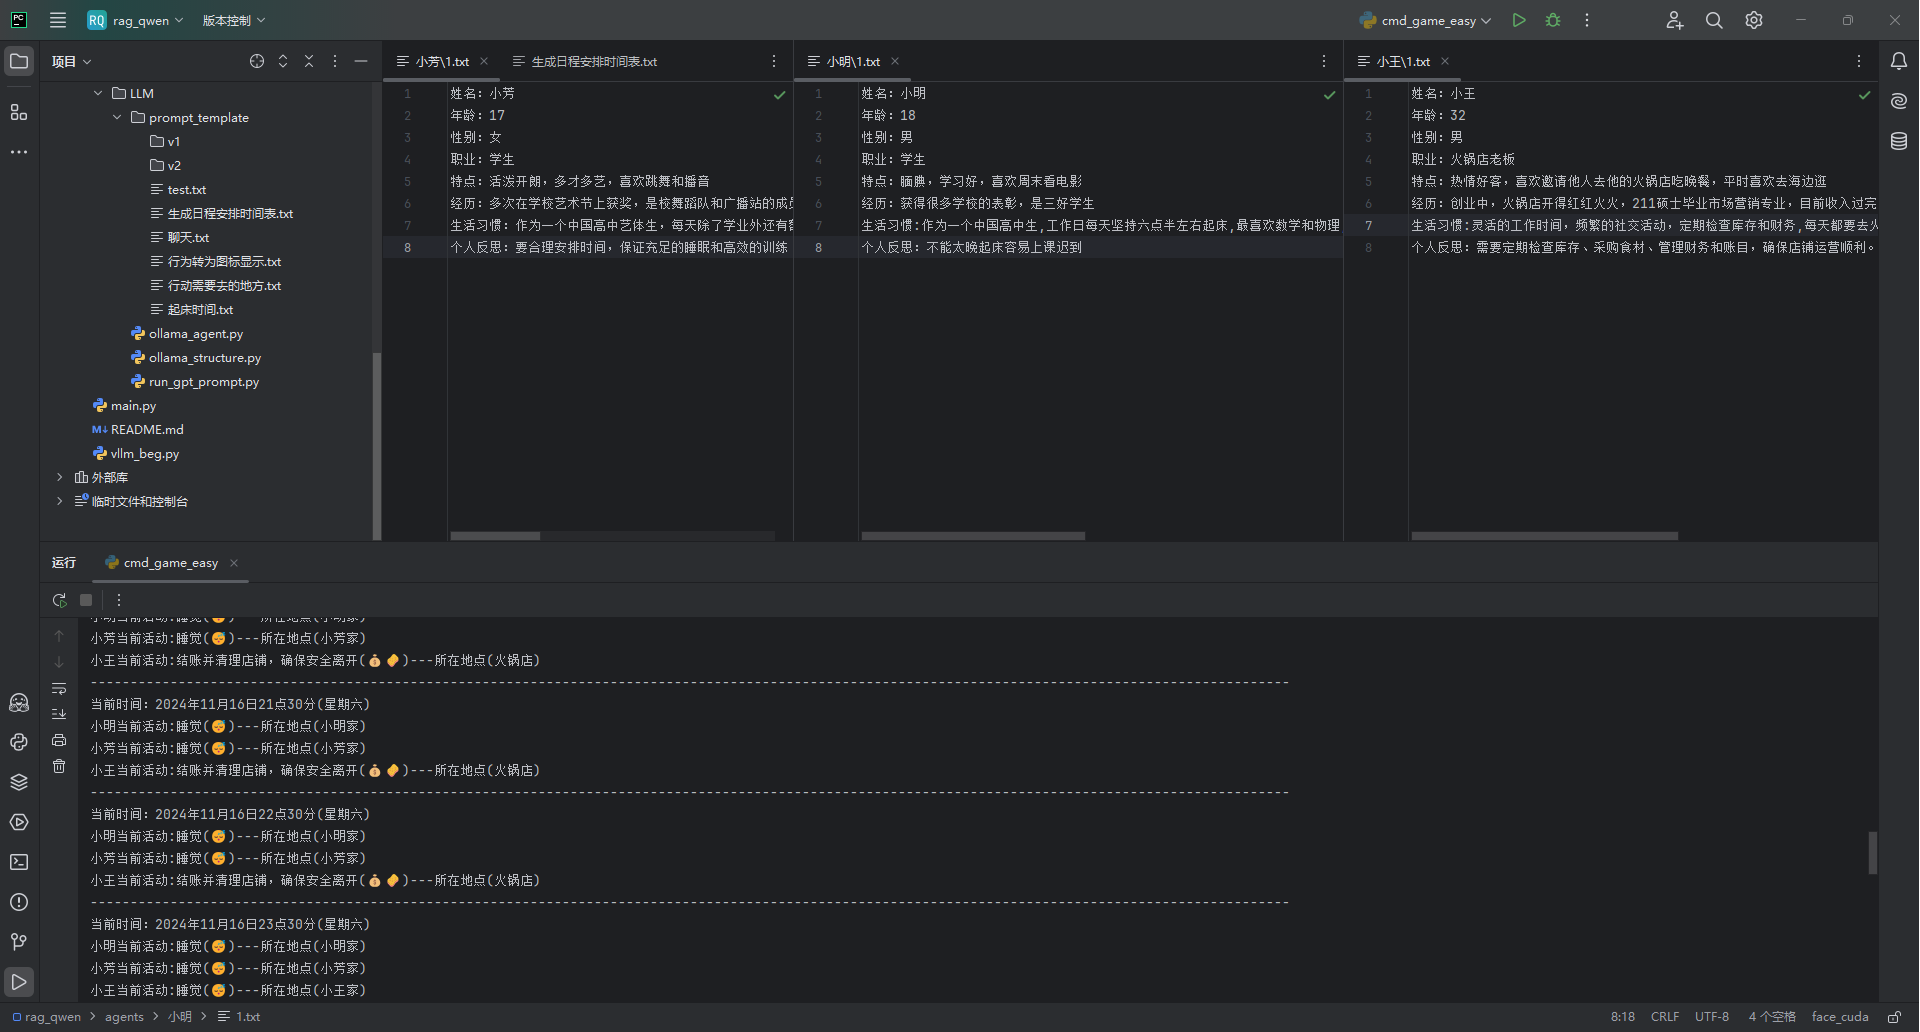 PC
RQ rag_qwen 版本控制 cmd_game_easy
项目
LLM
prompt_template
v1
v2
test.txt
生成日程安排时间表.txt
聊天.txt
行为转为图标显示.txt
行动需要去的地方.txt
起床时间.txt
ollama_agent.py
ollama_structure.py
run_gpt_prompt.py
main.py
M↓ README.md
vllm_beg.py
外部库
临时文件和控制台
小芳\1.txt 生成日程安排时间表.txt
1 姓名: 小芳
2 年龄: 17
3 性别: 女
4 职业: 学生
5 特点: 活泼开朗，多才多艺，喜欢跳舞和播音
6 经历: 多次在学校艺术节上获奖，是校舞蹈队和广播站的成员
7 生活习惯: 作为一个中国高中艺体生，每天除了学业外还有
8 个人反思: 要合理安排时间，保证充足的睡眠和高效的训练
小明\1.txt
1 姓名: 小明
2 年龄: 18
3 性别: 男
4 职业: 学生
5 特点: 腼腆，学习好，喜欢周末看电影
6 经历: 获得很多学校的表彰，是三好学生
7 生活习惯:作为一个中国高中生,工作日每天坚持六点半左右起床,最喜欢数学和物理
8 个人反思: 不能太晚起床容易上课迟到
小王\1.txt
1 姓名: 小王
2 年龄: 32
3 性别: 男
4 职业: 火锅店老板
5 特点: 热情好客，喜欢邀请他人去他的火锅店吃晚餐，平时喜欢去海边逛
6 经历: 创业中，火锅店开得红红火火，211硕士毕业市场营销专业，目前收入过完
7 生活习惯:灵活的工作时间，频繁的社交活动，定期检查库存和财务,每天都要去火
8 个人反思: 需要定期检查库存、采购食材、管理财务和账目，确保店铺运营顺利。
运行 cmd_game_easy
小芳当前活动:睡觉(😴)---所在地点(小芳家)
小王当前活动:结账并清理店铺，确保安全离开(💰🧽)---所在地点(火锅店)
------------------------------------------------------------------------------------------------------------------------------------------------------
当前时间: 2024年11月16日21点30分(星期六)
小明当前活动:睡觉(😴)---所在地点(小明家)
小芳当前活动:睡觉(😴)---所在地点(小芳家)
小王当前活动:结账并清理店铺，确保安全离开(💰🧽)---所在地点(火锅店)
------------------------------------------------------------------------------------------------------------------------------------------------------
当前时间: 2024年11月16日22点30分(星期六)
小明当前活动:睡觉(😴)---所在地点(小明家)
小芳当前活动:睡觉(😴)---所在地点(小芳家)
小王当前活动:结账并清理店铺，确保安全离开(💰🧽)---所在地点(火锅店)
------------------------------------------------------------------------------------------------------------------------------------------------------
当前时间: 2024年11月16日23点30分(星期六)
小明当前活动:睡觉(😴)---所在地点(小明家)
小芳当前活动:睡觉(😴)---所在地点(小芳家)
小王当前活动:睡觉(😴)---所在地点(小王家)
rag_qwen > agents > 小明 > 1.txt 8:18 CRLF UTF-8 4 个空格 face_cuda